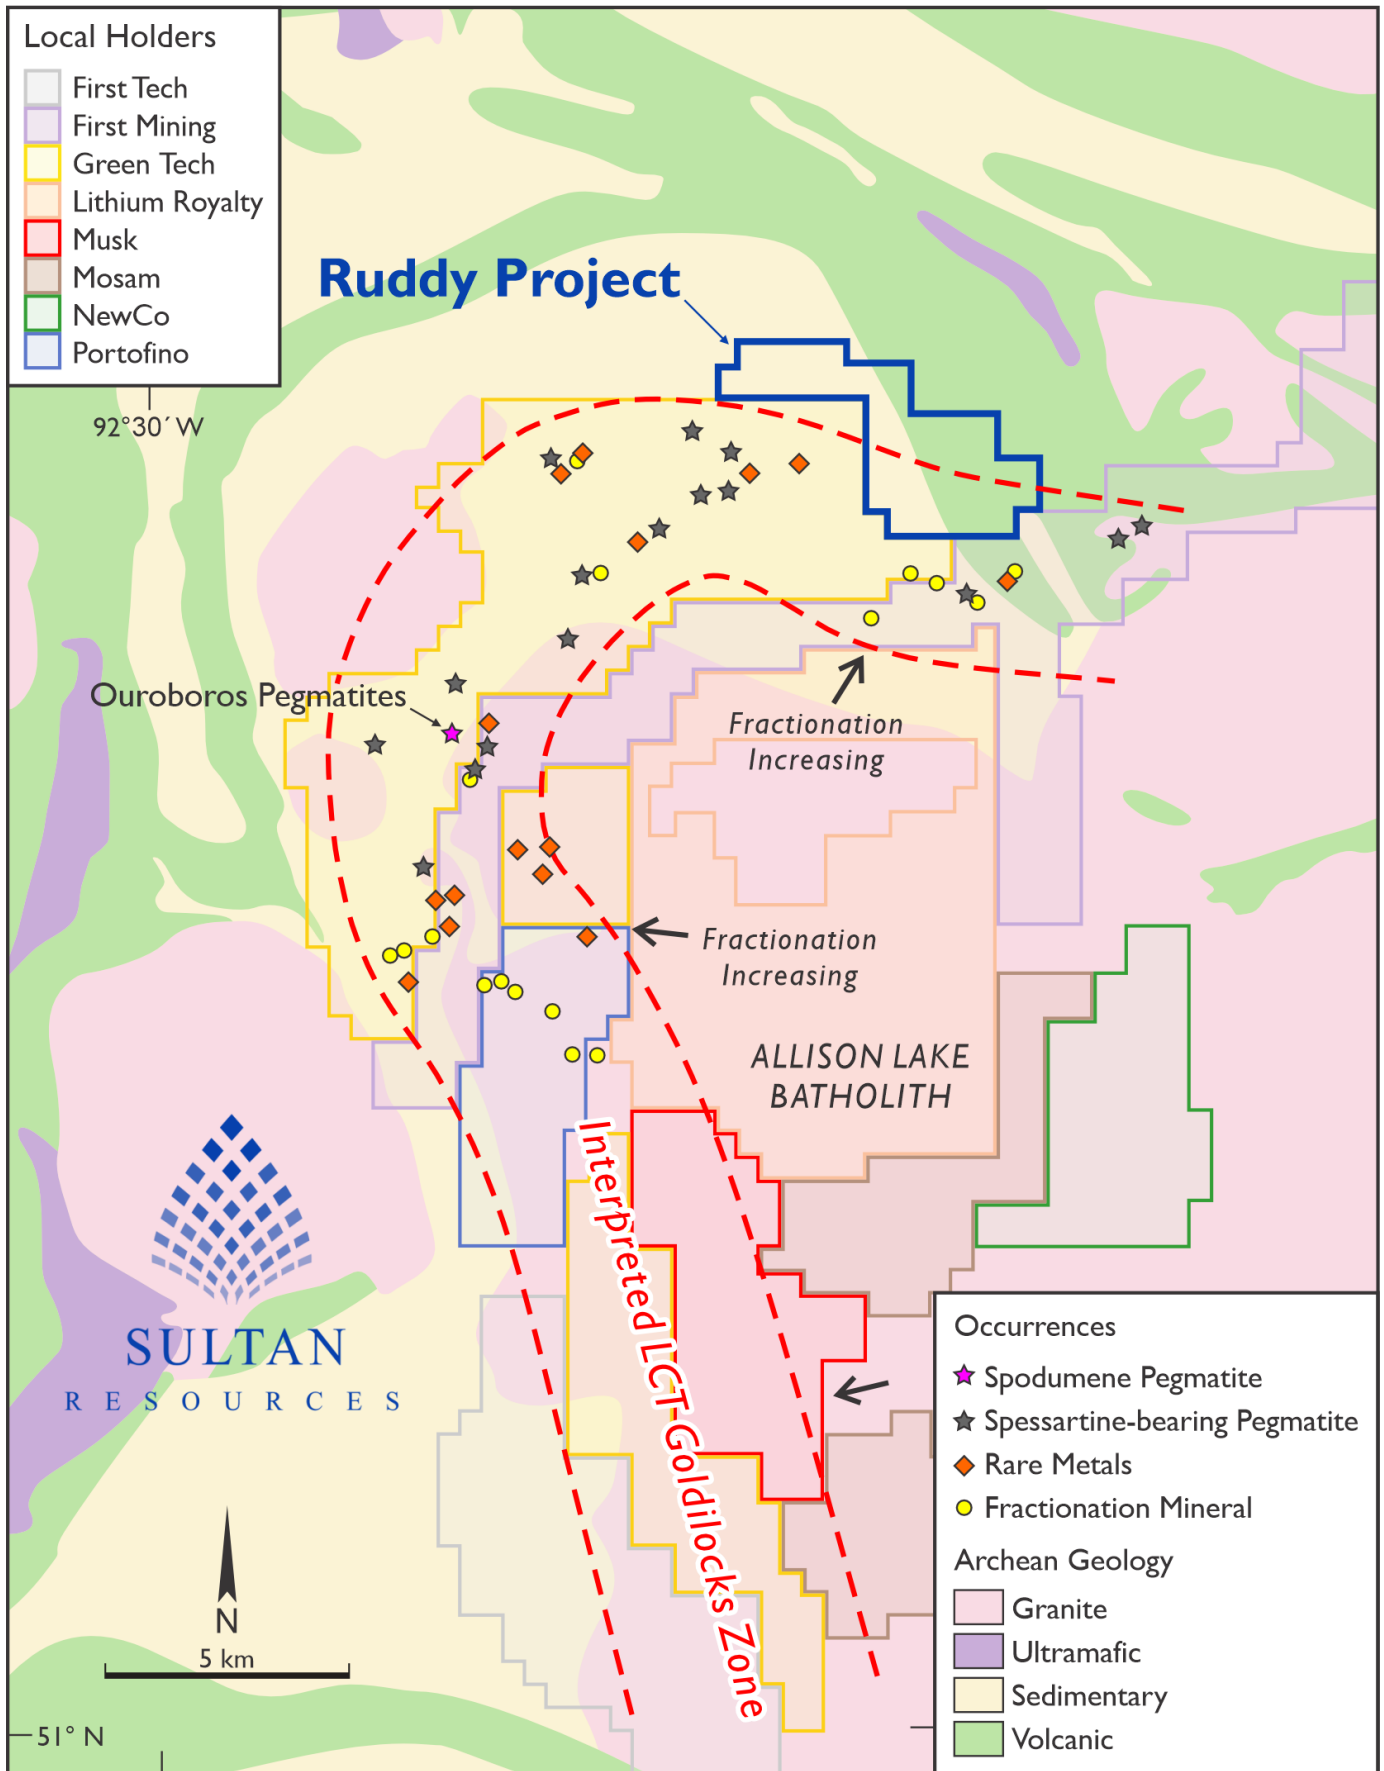 Local Holders
First Tech
First Mining
Green Tech
Lithium Royalty
Musk
Mosam
NewCo
Portofino
92°30´W
Ruddy Project
Ouroboros Pegmatites
Fractionation
Increasing
Fractionation
Increasing
ALLISON LAKE
BATHOLITH
Interpreted LCT Goldilocks Zone
SULTAN
RESOURCES
N
5 km
51° N
Occurrences
Spodumene Pegmatite
Spessartine-bearing Pegmatite
Rare Metals
Fractionation Mineral
Archean Geology
Granite
Ultramafic
Sedimentary
Volcanic